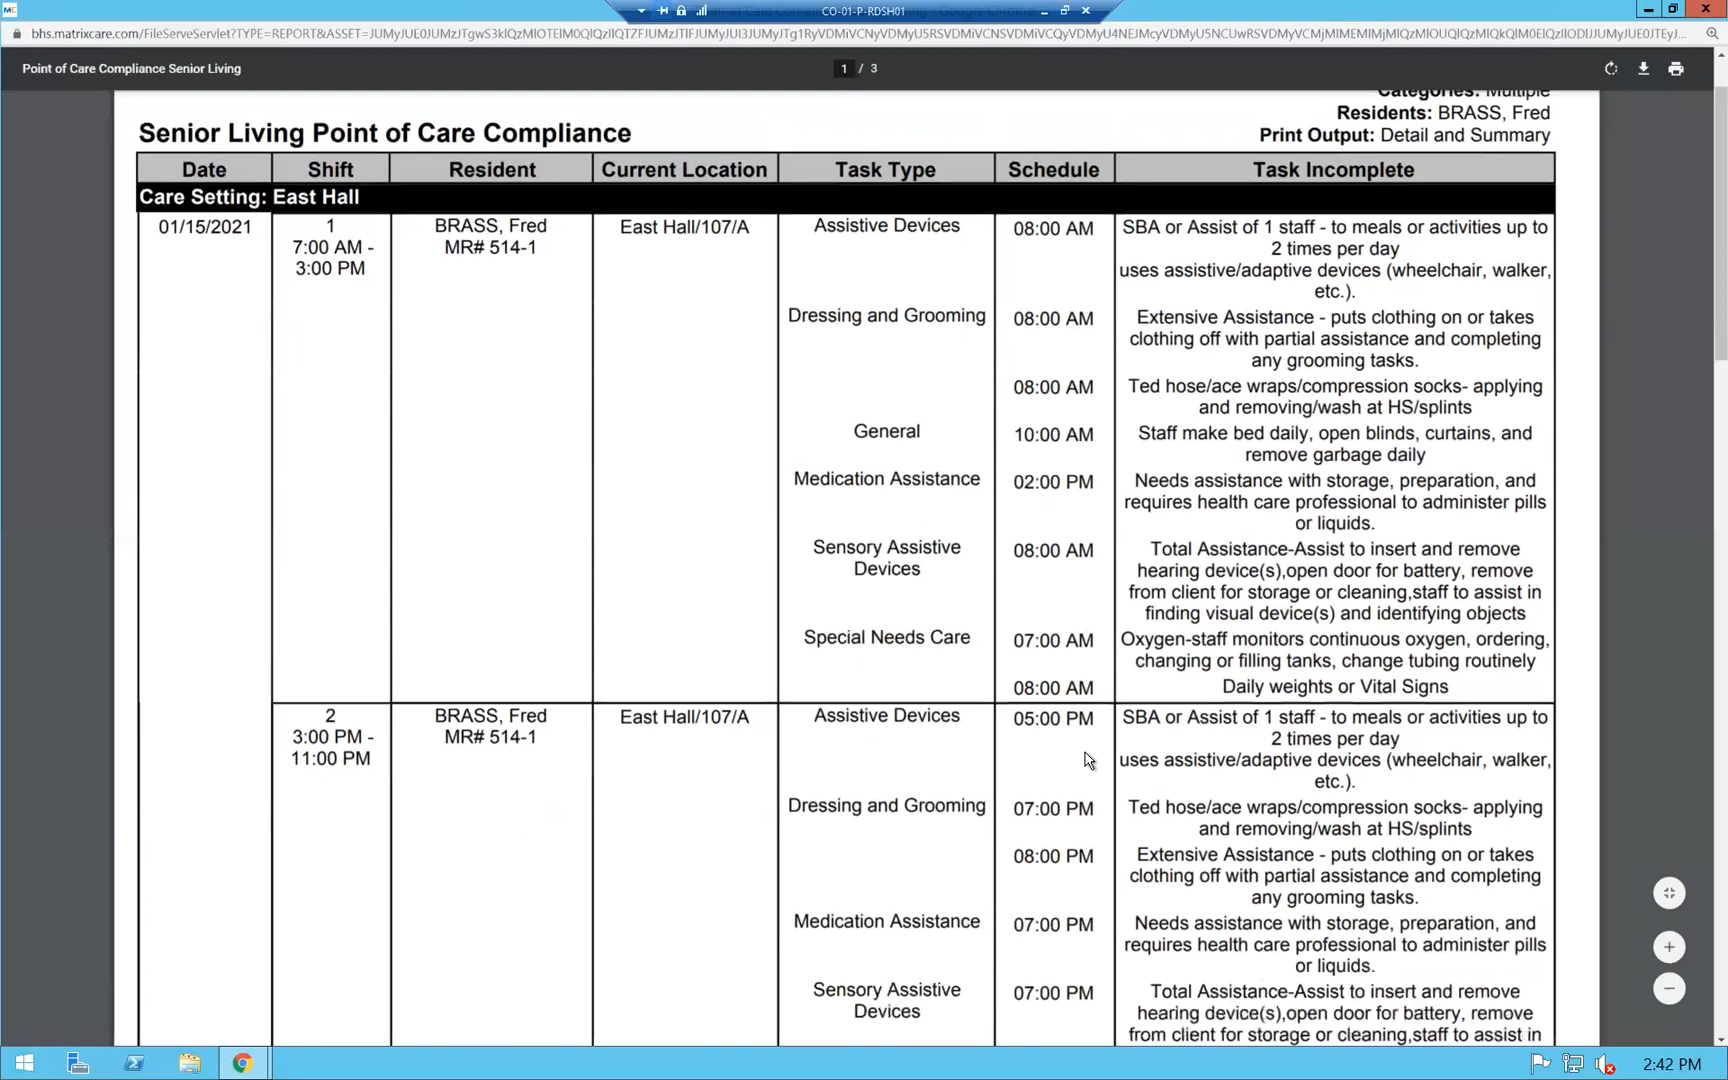 CO-01-P-RDSH01
Point of Care Compliance Senior Living
1 / 3
Categories: Multiple
Residents: BRASS, Fred
Print Output: Detail and Summary
Senior Living Point of Care Compliance
Date Shift Resident Current Location Task Type Schedule Task Incomplete
Care Setting: East Hall
01/15/2021 1 BRASS, Fred East Hall/107/A Assistive Devices 08:00 AM SBA or Assist of 1 staff - to meals or activities up to
7:00 AM - MR# 514-1 2 times per day
3:00 PM uses assistive/adaptive devices (wheelchair, walker,
etc.).
Dressing and Grooming 08:00 AM Extensive Assistance - puts clothing on or takes
clothing off with partial assistance and completing
any grooming tasks.
08:00 AM Ted hose/ace wraps/compression socks- applying
and removing/wash at HS/splints
General 10:00 AM Staff make bed daily, open blinds, curtains, and
remove garbage daily
Medication Assistance 02:00 PM Needs assistance with storage, preparation, and
requires health care professional to administer pills
or liquids.
Sensory Assistive 08:00 AM Total Assistance-Assist to insert and remove
Devices hearing device(s),open door for battery, remove
from client for storage or cleaning,staff to assist in
finding visual device(s) and identifying objects
Special Needs Care 07:00 AM Oxygen-staff monitors continuous oxygen, ordering,
changing or filling tanks, change tubing routinely
08:00 AM Daily weights or Vital Signs
2 BRASS, Fred East Hall/107/A Assistive Devices 05:00 PM SBA or Assist of 1 staff - to meals or activities up to
3:00 PM - MR# 514-1 2 times per day
11:00 PM uses assistive/adaptive devices (wheelchair, walker,
etc.).
Dressing and Grooming 07:00 PM Ted hose/ace wraps/compression socks- applying
and removing/wash at HS/splints
08:00 PM Extensive Assistance - puts clothing on or takes
clothing off with partial assistance and completing
any grooming tasks.
Medication Assistance 07:00 PM Needs assistance with storage, preparation, and
requires health care professional to administer pills
or liquids.
Sensory Assistive 07:00 PM Total Assistance-Assist to insert and remove
Devices hearing device(s),open door for battery, remove
from client for storage or cleaning,staff to assist in
2:42 PM